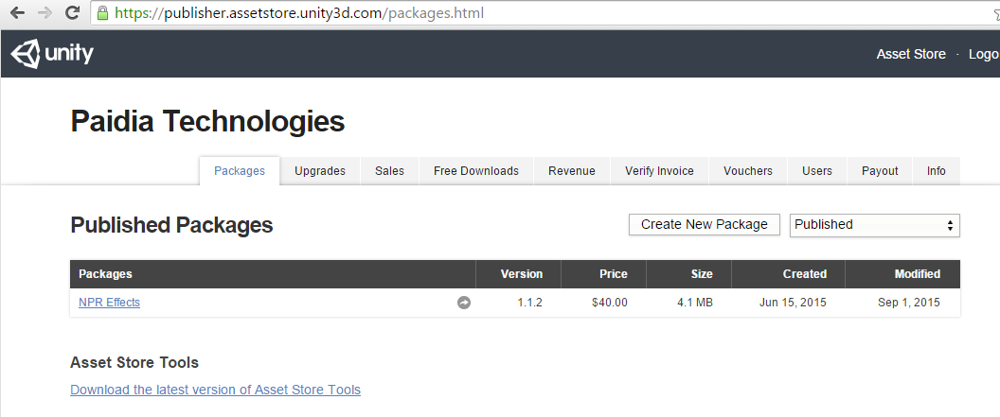 https://publisher.assetstore.unity3d.com/packages.html
unity Asset Store · Logo
Paidia Technologies
Packages Upgrades Sales Free Downloads Revenue Verify Invoice Vouchers Users Payout Info
Published Packages Create New Package Published
Packages Version Price Size Created Modified
NPR Effects 1.1.2 $40.00 4.1 MB Jun 15, 2015 Sep 1, 2015
Asset Store Tools
Download the latest version of Asset Store Tools